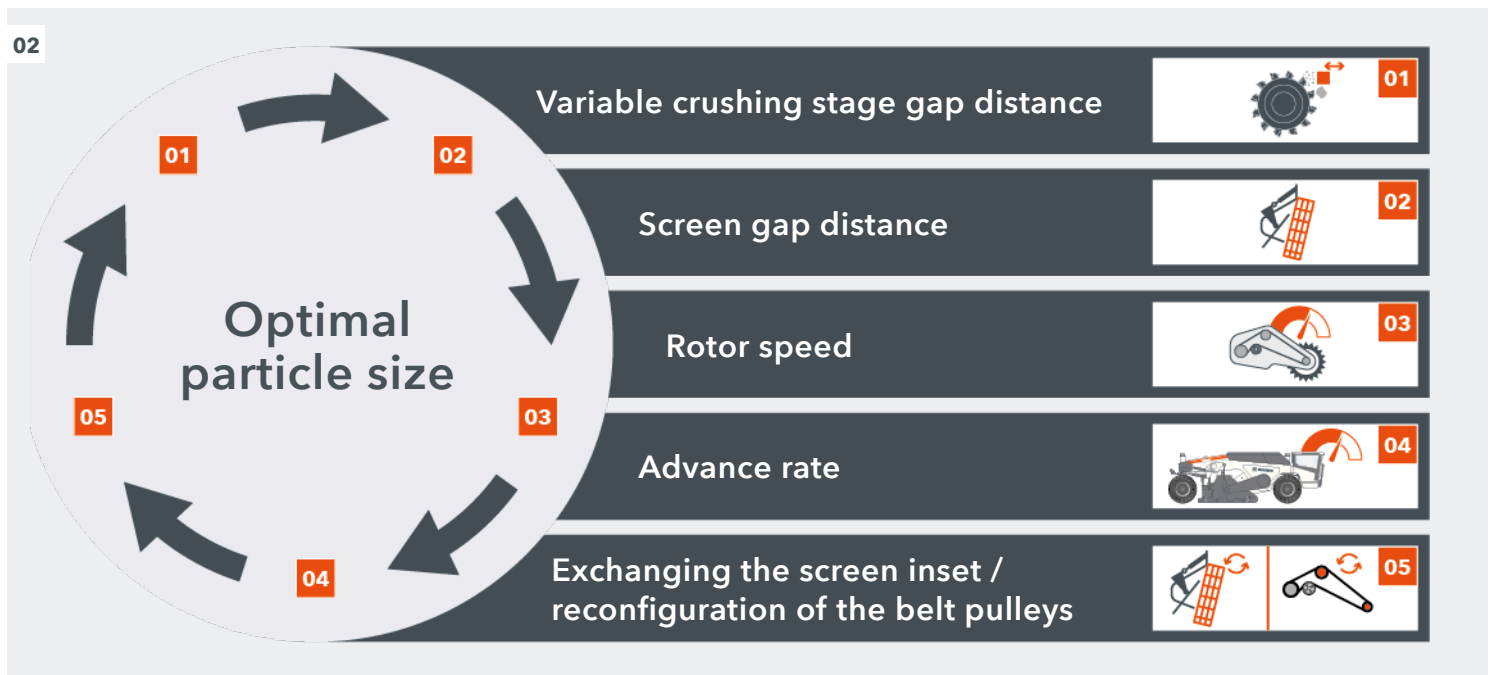 02
Variable crushing stage gap distance
01
01
02
Screen gap distance
02
Optimal
particle size
Rotor speed
03
05
03
Advance rate
04
04
Exchanging the screen inset /
reconfiguration of the belt pulleys
05